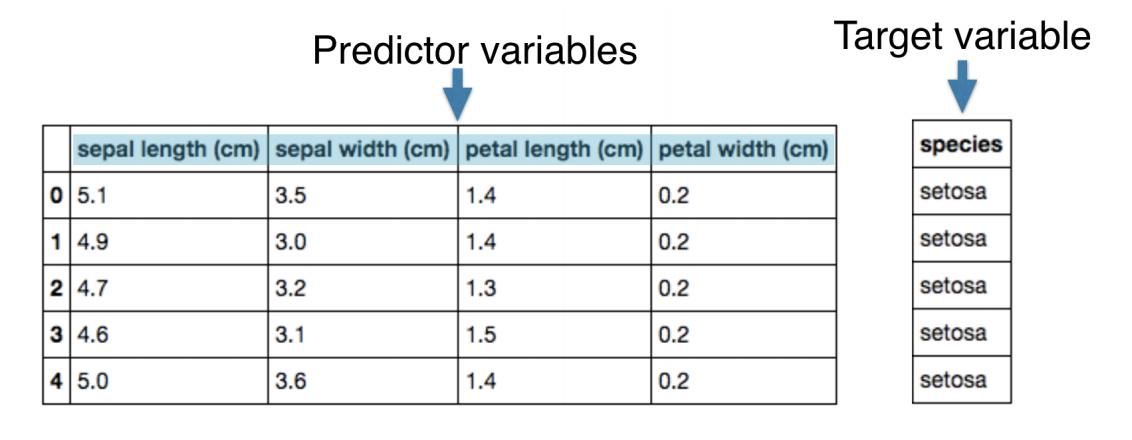 Predictor variables
Target variable
sepal length (cm) sepal width (cm) petal length (cm) petal width (cm) species
0 5.1 3.5 1.4 0.2 setosa
1 4.9 3.0 1.4 0.2 setosa
2 4.7 3.2 1.3 0.2 setosa
3 4.6 3.1 1.5 0.2 setosa
4 5.0 3.6 1.4 0.2 setosa